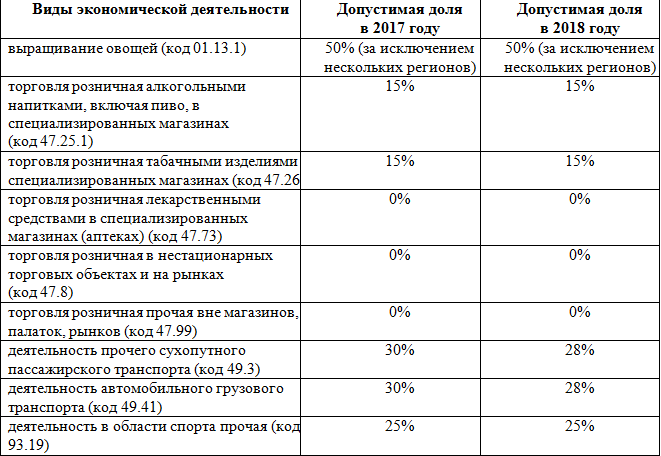 Виды экономической деятельности
Допустимая доля
в 2017 году
Допустимая доля
в 2018 году
выращивание овощей (код 01.13.1)
50% (за исключением
нескольких регионов)
50% (за исключением
нескольких регионов)
торговля розничная алкогольными
напитками, включая пиво, в
специализированных магазинах
(код 47.25.1)
15%
15%
торговля розничная табачными изделиями
специализированных магазинах (код 47.26
15%
15%
торговля розничная лекарственными
средствами в специализированных
магазинах (аптеках) (код 47.73)
0%
0%
торговля розничная в нестационарных
торговых объектах и на рынках
(код 47.8)
0%
0%
торговля розничная прочая вне магазинов,
палаток, рынков (код 47.99)
0%
0%
деятельность прочего сухопутного
пассажирского транспорта (код 49.3)
30%
28%
деятельность автомобильного грузового
транспорта (код 49.41)
30%
28%
деятельность в области спорта прочая (код
93.19)
25%
25%